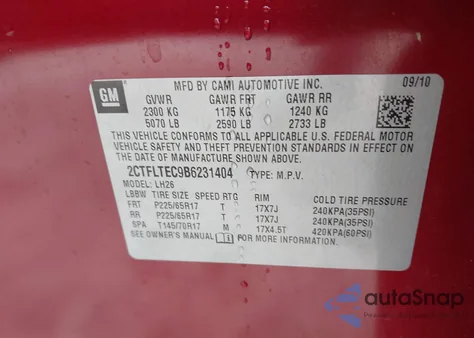 GM
MFD BY CAMI AUTOMOTIVE INC. 09/10
GVWR GAWR FRT GAWR RR
2300 KG 1175 KG 1240 KG
5070 LB 2590 LB 2733 LB
THIS VEHICLE CONFORMS TO ALL APPLICABLE U.S. FEDERAL MOTOR
VEHICLE SAFETY AND THEFT PREVENTION STANDARDS IN EFFECT ON
THE DATE OF MANUFACTURE SHOWN ABOVE.
2CTFLTEC9B6231404 TYPE: M.P.V.
MODEL: LH26
LBBW TIRE SIZE SPEED RTG RIM COLD TIRE PRESSURE
FRT P225/65R17 T 17X7J 240KPA(35PSI)
RR P225/65R17 T 17X7J 240KPA(35PSI)
SPA T145/70R17 M 17X4.5T 420KPA(60PSI)
SEE OWNER'S MANUAL FOR MORE INFORMATION.
autoSnap